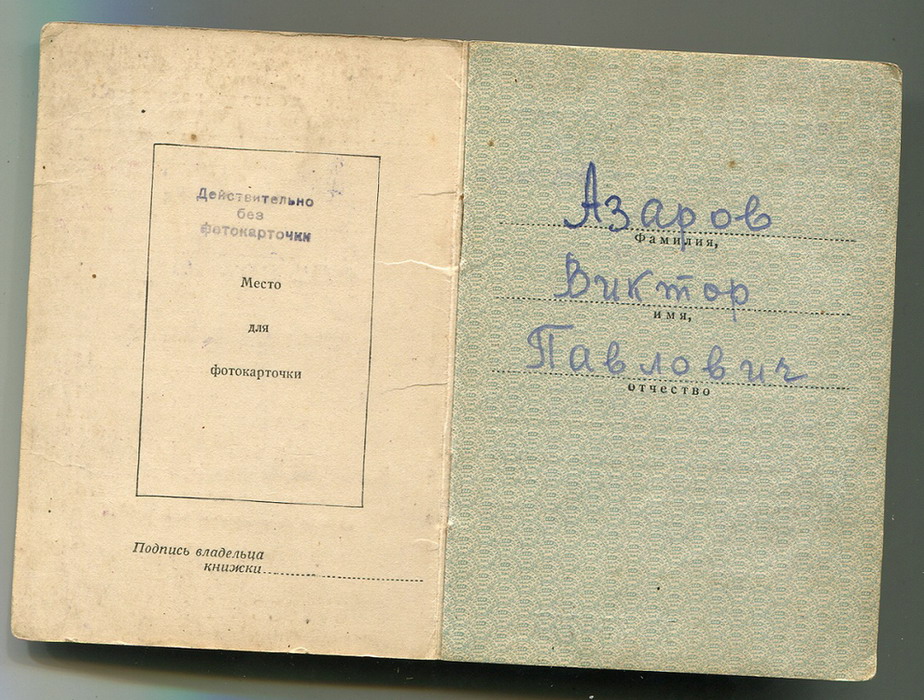 Действительно
без
фотокарточки
Место
для
фотокарточки
Подпись владельца
книжки
Азаров
Фамилия,
Виктор
имя,
Павлович
отчество